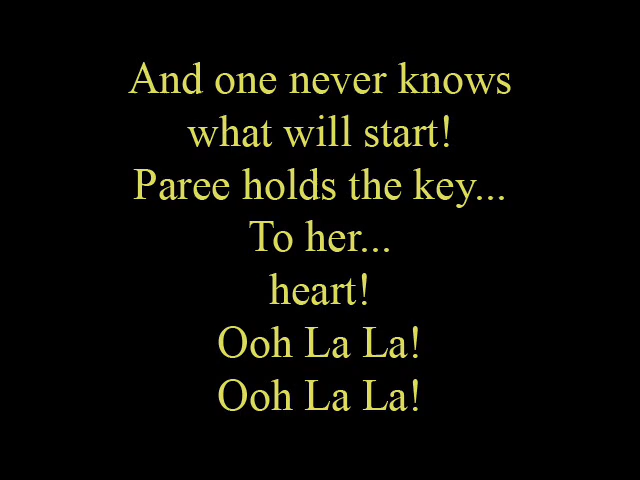 And one never knows
what will start!
Paree holds the key...
To her...
heart!
Ooh La La!
Ooh La La!